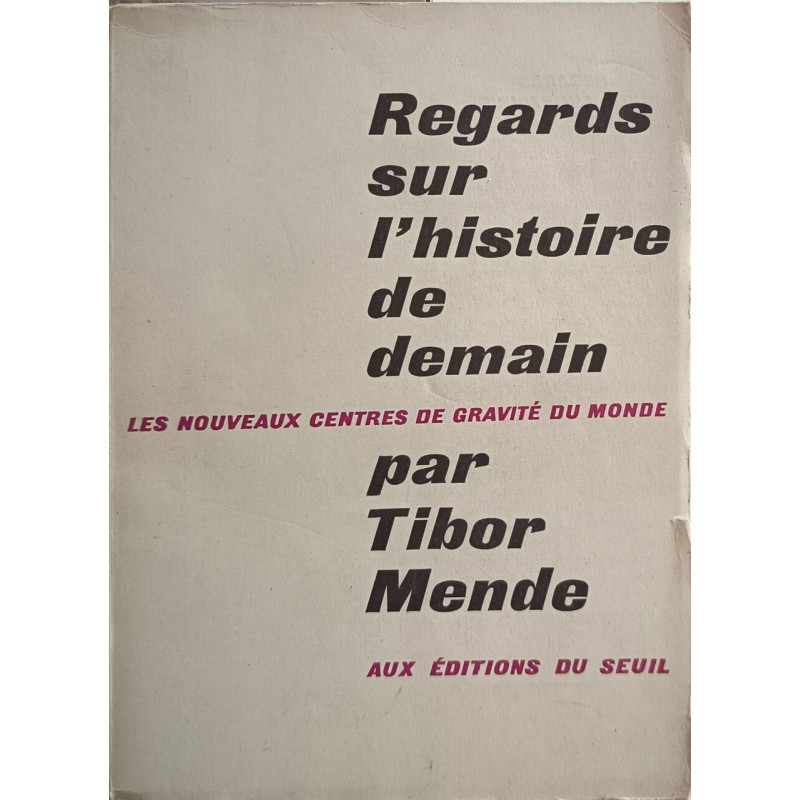 Regards
sur
l'histoire
de
demain
LES NOUVEAUX CENTRES DE GRAVITÉ DU MONDE
par
Tibor
Mende
AUX ÉDITIONS DU SEUIL